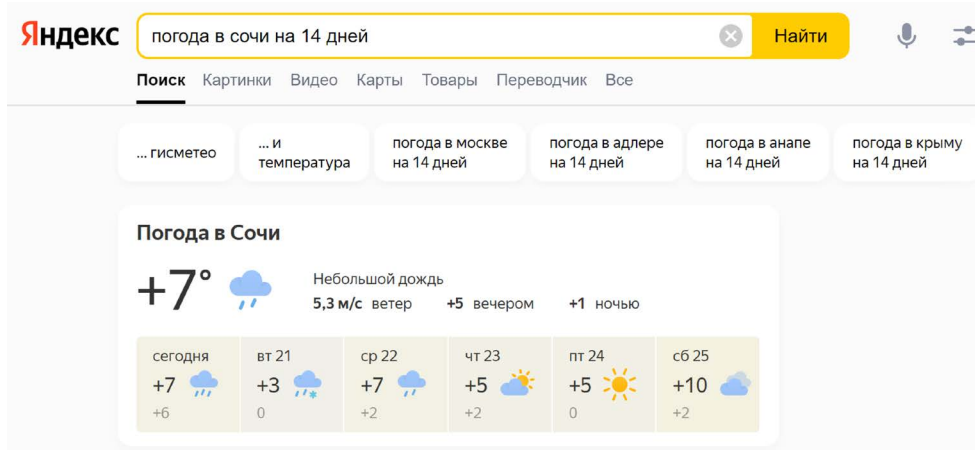 Яндекс
погода в сочи на 14 дней
Найти
Поиск Картинки Видео Карты Товары Переводчик Все
... гисметео
... и
температура
погода в москве
на 14 дней
погода в адлере
на 14 дней
погода в анапе
на 14 дней
погода в крыму
на 14 дней
Погода в Сочи
+7°
Небольшой дождь
5,3 м/с ветер +5 вечером +1 ночью
сегодня вт 21 ср 22 чт 23 пт 24 сб 25
+7 +3 +7 +5 +5 +10
+6 0 +2 +2 0 +2